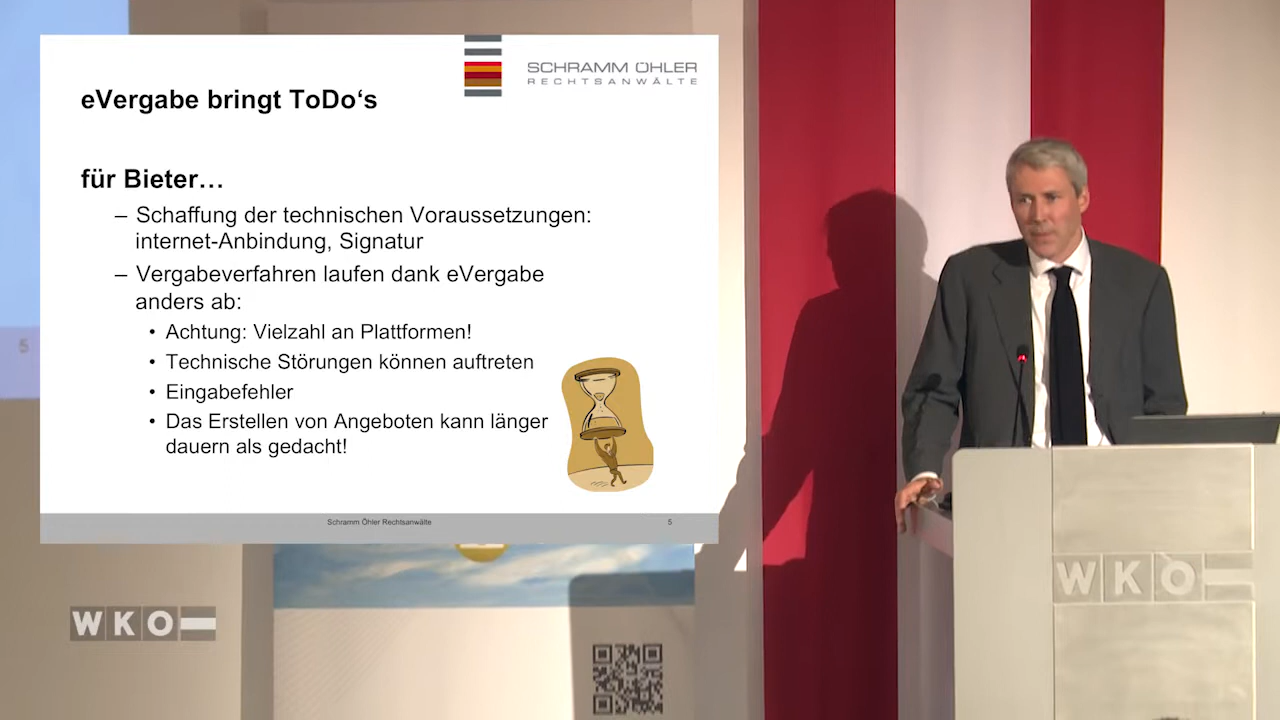 SCHRAMM ÖHLER
RECHTSANWÄLTE
eVergabe bringt ToDo‘s
für Bieter…
– Schaffung der technischen Voraussetzungen:
internet-Anbindung, Signatur
– Vergabeverfahren laufen dank eVergabe
anders ab:
• Achtung: Vielzahl an Plattformen!
• Technische Störungen können auftreten
• Eingabefehler
• Das Erstellen von Angeboten kann länger
dauern als gedacht!
Schramm Öhler Rechtsanwälte
5
5
WKO
WKO